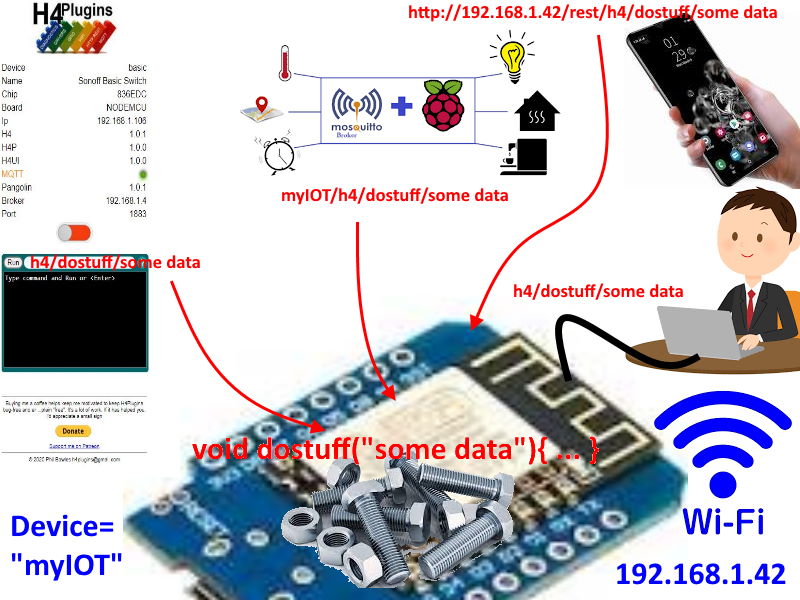 H4Plugins
http://192.168.1.42/rest/h4/dostuff/some data
Device basic
Name Sonoff Basic Switch
Chip 836EDC
Board NODEMCU
Ip 192.168.1.106
H4 1.0.1
H4P 1.0.0
H4UI 1.0.0
MQTT
Pangolin 1.0.1
Broker 192.168.1.4
Port 1883
mosquitto
Broker
myIOT/h4/dostuff/some data
Run
h4/dostuff/some data
Type command and Run or <Enter>
h4/dostuff/some data
01
29
void dostuff("some data"){ ... }
Buying me a coffee helps keep me motivated to keep H4Plugins
bug-free and er ...plain "free". It's a lot of work. If it has helped you,
I'd appreciate a small sign
Donate
Support me on Patreon
© 2020 Phil Bowles h4plugins@gmail.com
RESET
Device=
"myIOT"
Wi-Fi
192.168.1.42